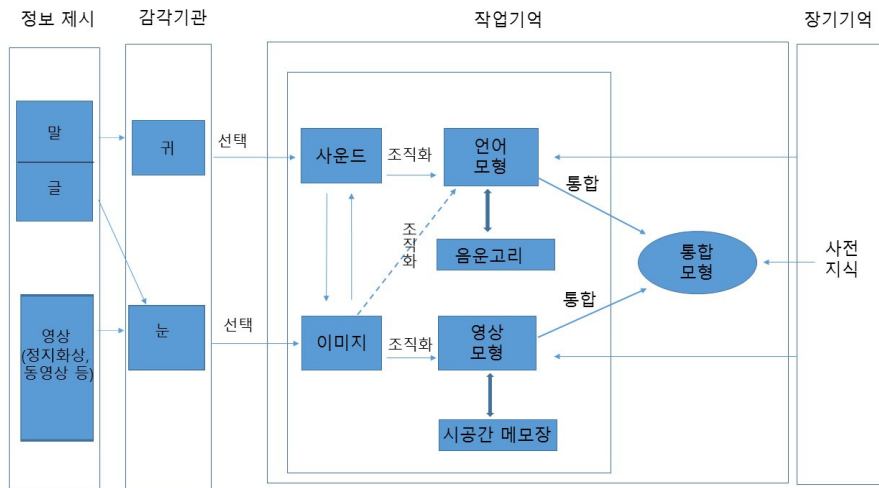 정보 제시
감각기관
작업기억
장기기억
말
글
귀
선택
사운드
조직화
언어
모형
통합
조직화
음운고리
통합
모형
사전
지식
영상
(정지화상,
동영상 등)
눈
선택
이미지
조직화
영상
모형
통합
시공간 메모장